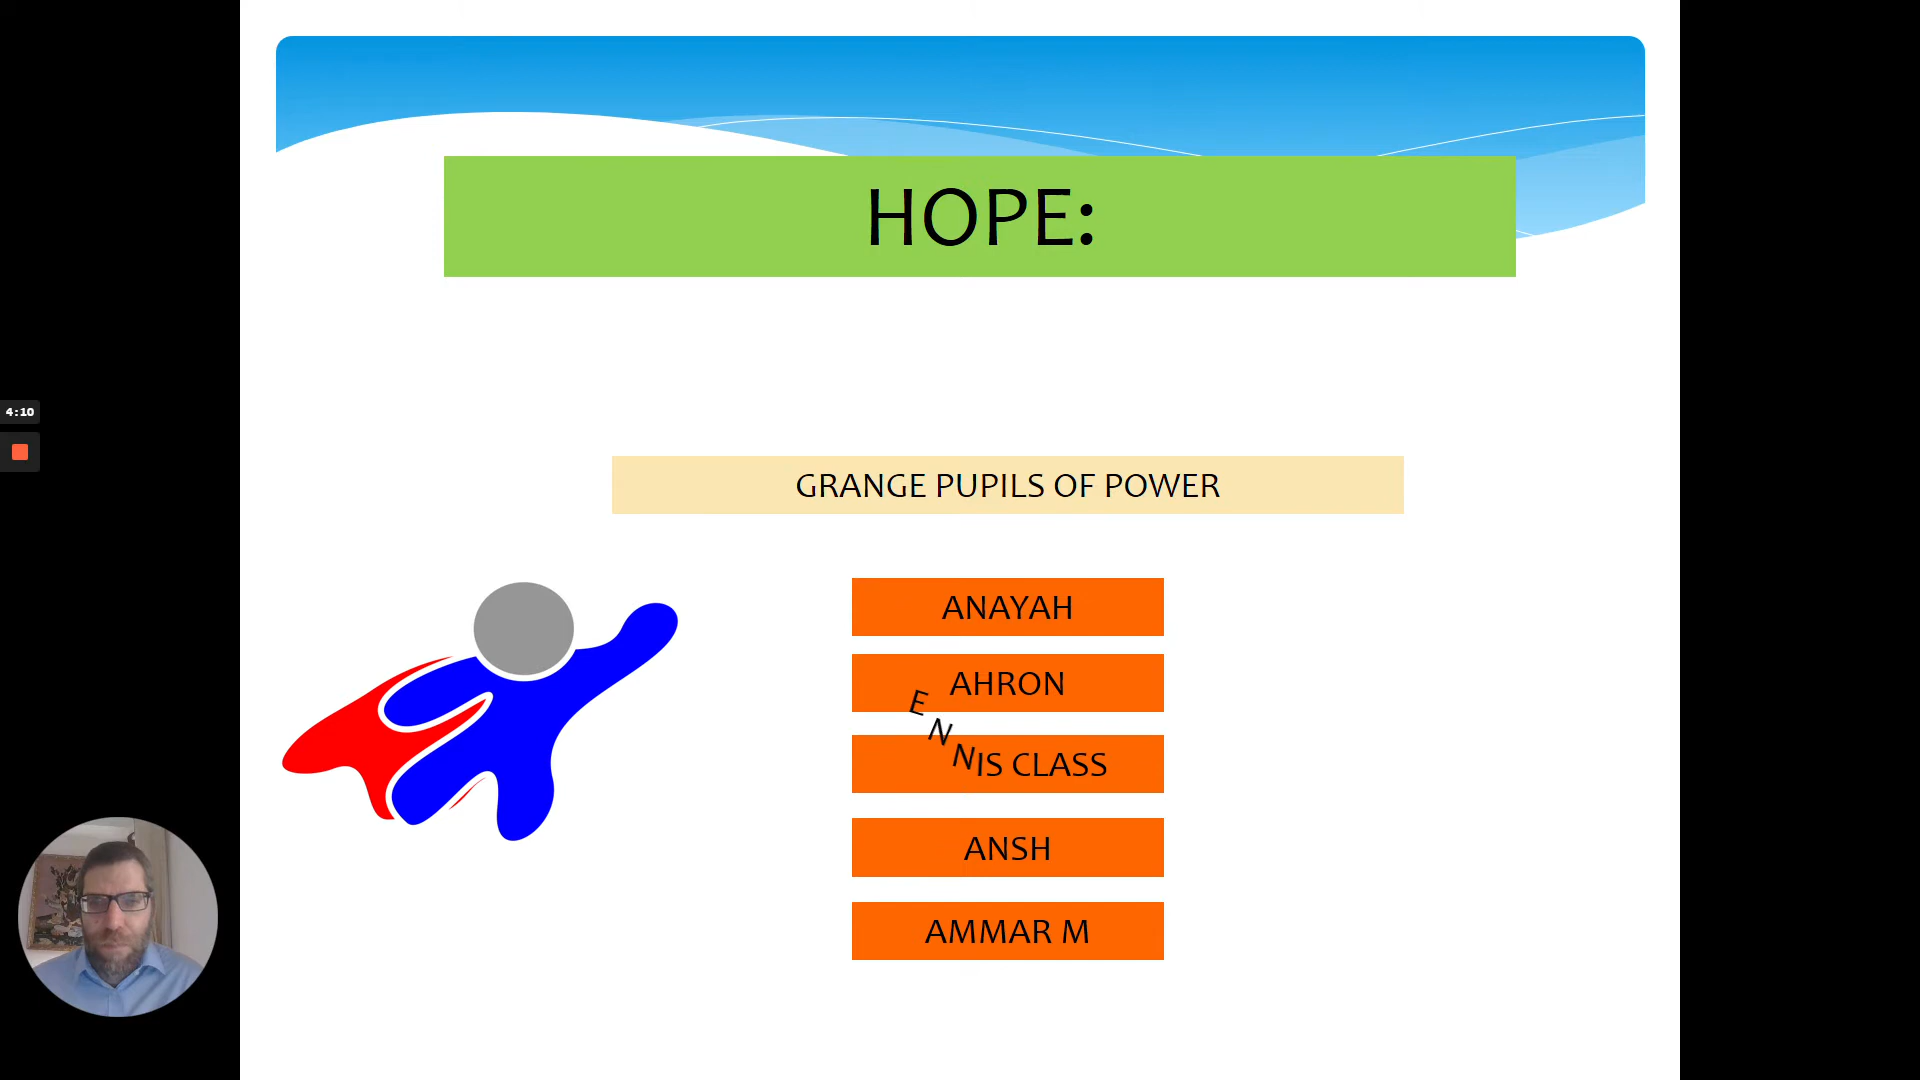 HOPE:
4:10
GRANGE PUPILS OF POWER
ANAYAH
AHRON
ENNIS CLASS
ANSH
AMMAR M